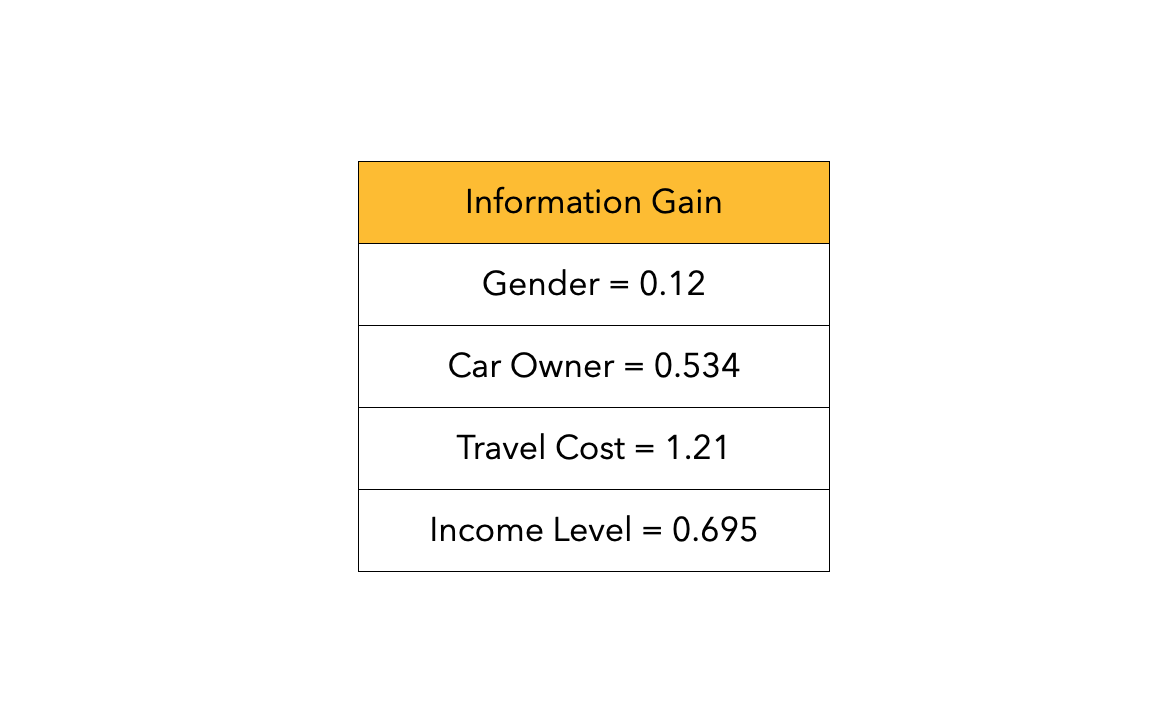 Information Gain
Gender = 0.12
Car Owner = 0.534
Travel Cost = 1.21
Income Level = 0.695